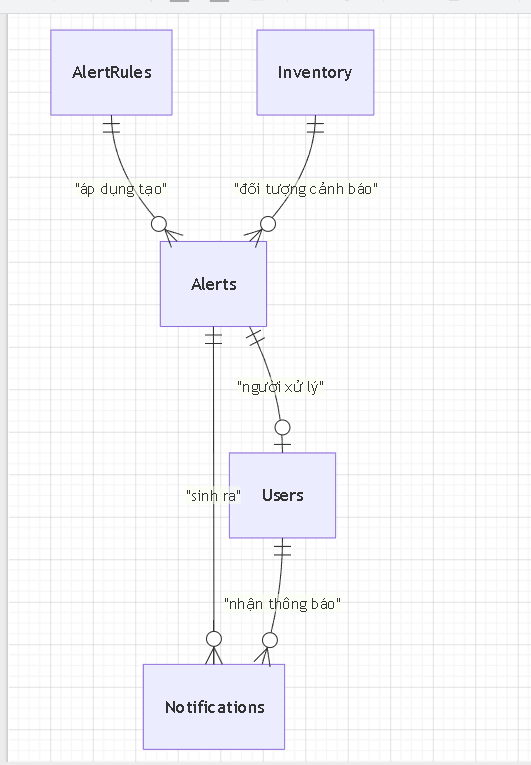 AlertRules
Inventory
"áp dụng tạo"
"đối tượng cảnh báo"
Alerts
"người xử lý"
"sinh ra"
Users
"nhận thông báo"
Notifications